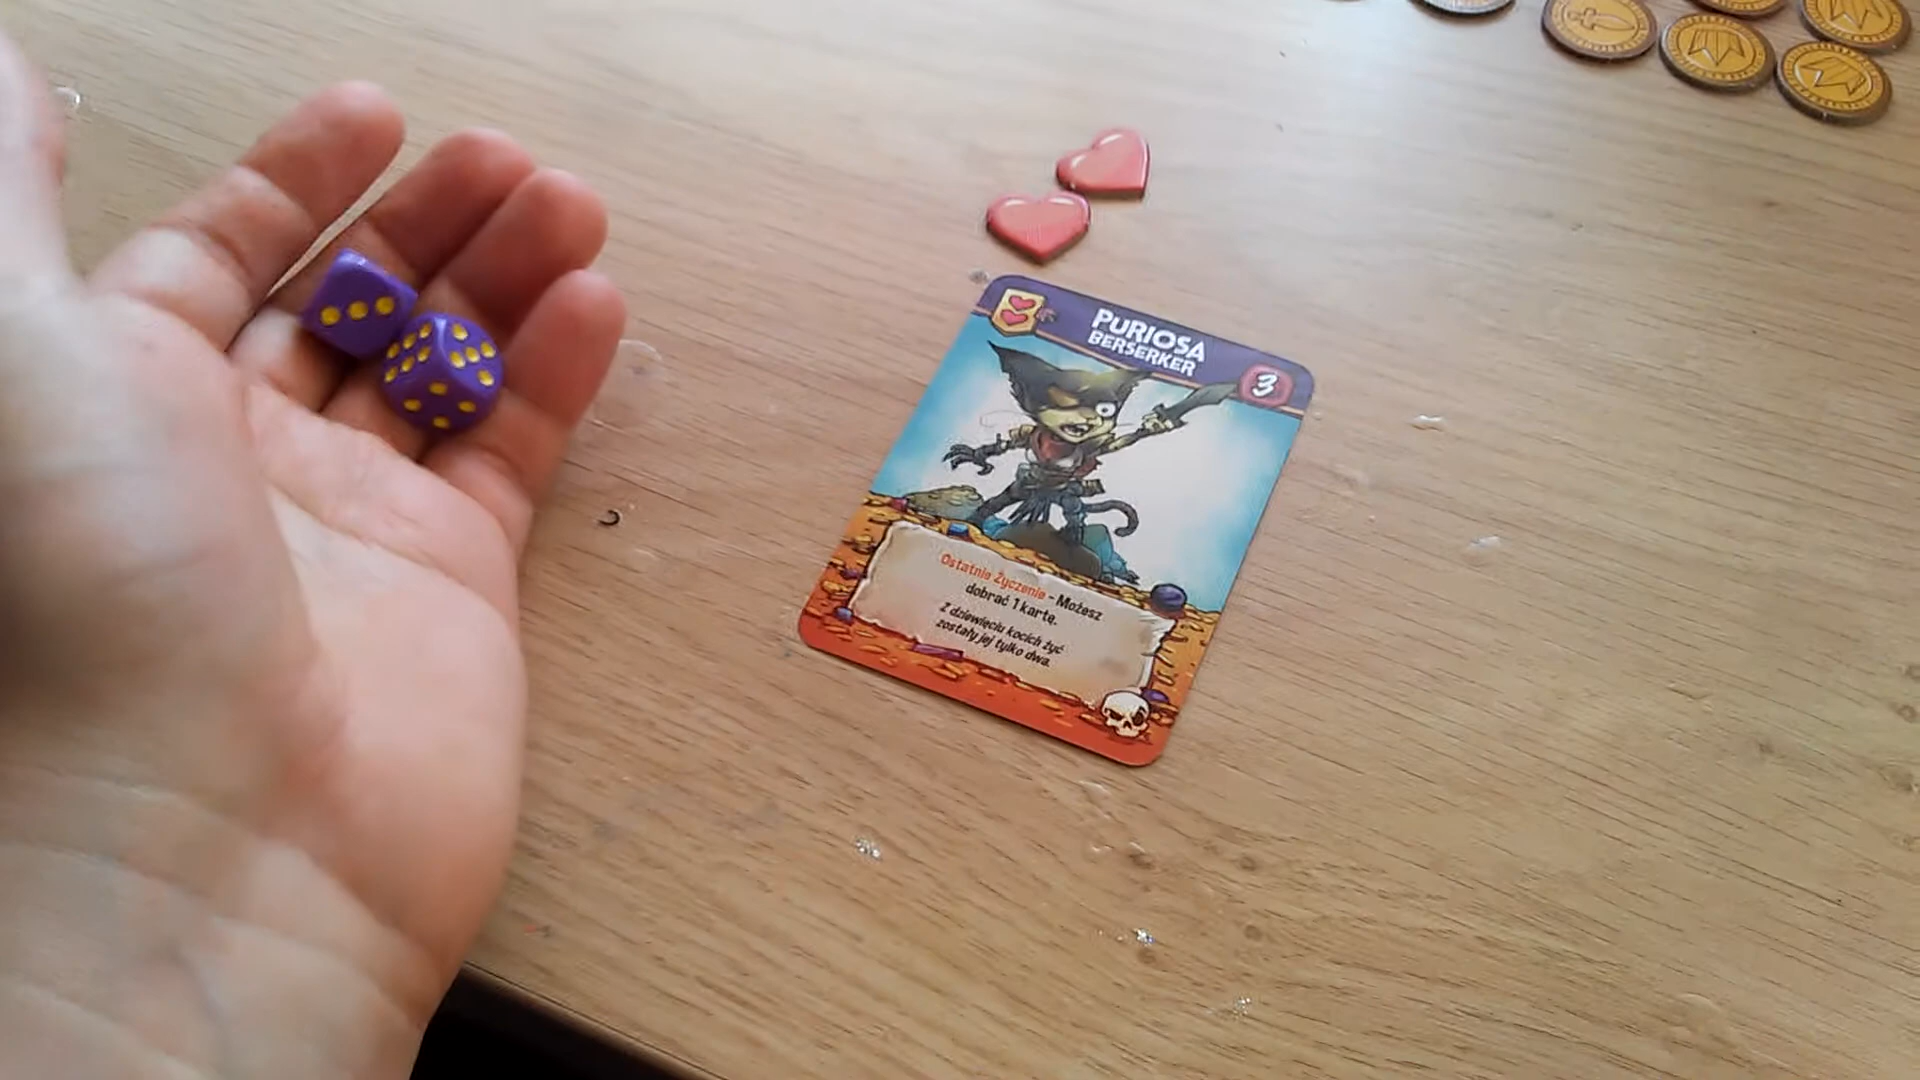 PURIOSA
BERSERKER
3
Ostatnie Życzenie - Możesz
dobrać 1 kartę.
Z dziewięciu kocich żyć
zostały jej tylko dwa.